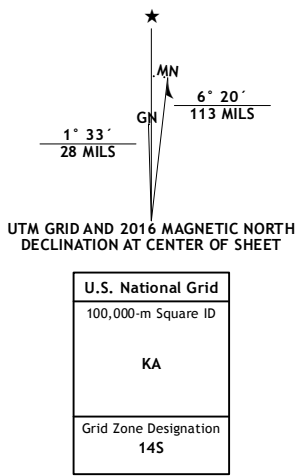 ★
MN
GN
6° 20´
113 MILS
1° 33´
28 MILS
UTM GRID AND 2016 MAGNETIC NORTH
DECLINATION AT CENTER OF SHEET
U.S. National Grid
100,000-m Square ID
KA
Grid Zone Designation
14S